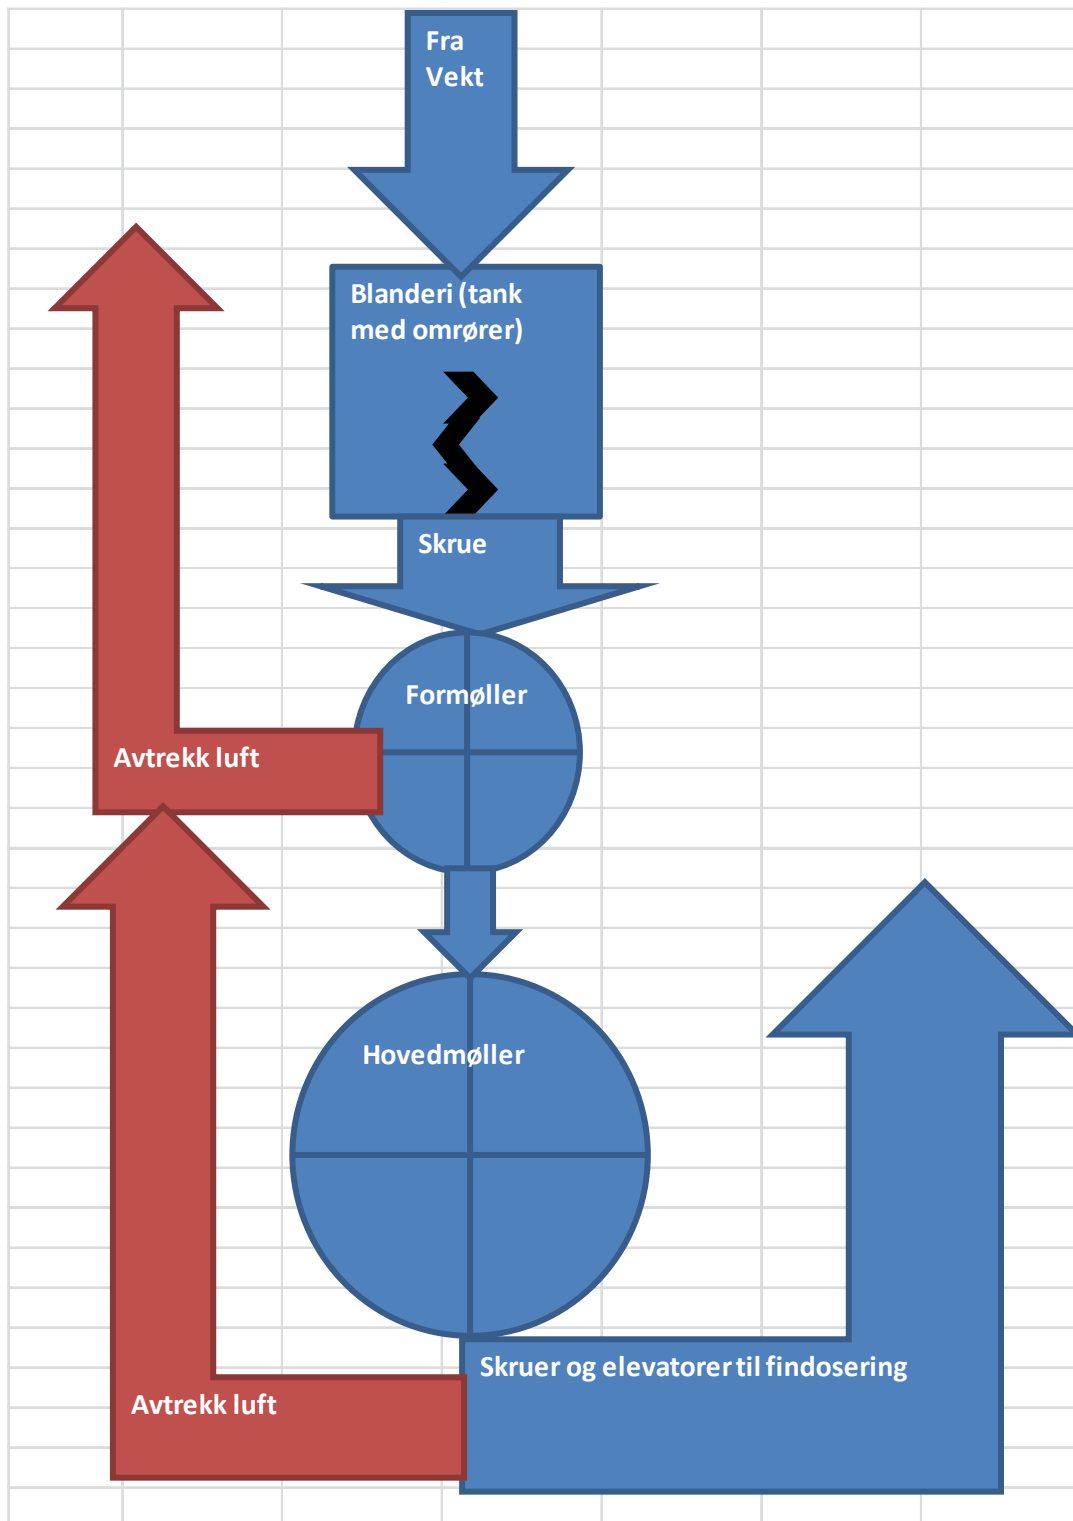 Fra
Vekt
Blanderi (tank
med omrører)
Skrue
Formøller
Avtrekk luft
Hovedmøller
Skruer og elevatorer til findosering
Avtrekk luft